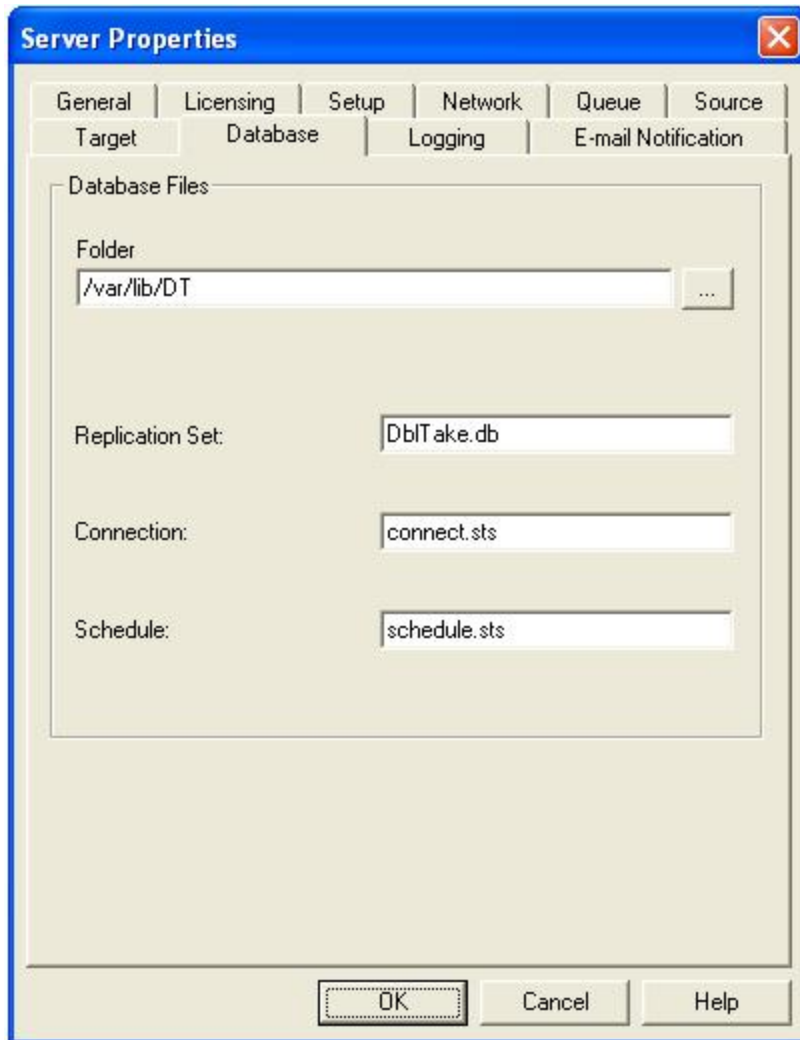 Server Properties
General Licensing Setup Network Queue Source
Target Database Logging E-mail Notification
Database Files
Folder
/var/lib/DT
...
Replication Set: DblTake.db
Connection: connect.sts
Schedule: schedule.sts
OK Cancel Help